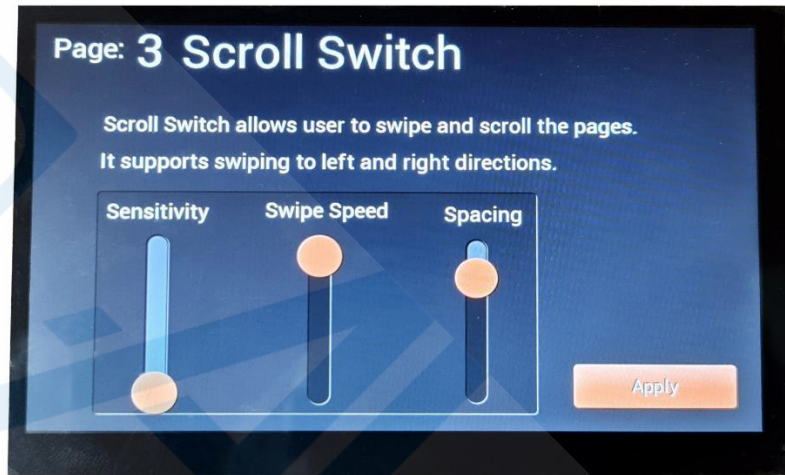 Page: 3 Scroll Switch
Scroll Switch allows user to swipe and scroll the pages.
It supports swiping to left and right directions.
Sensitivity Swipe Speed Spacing
Apply